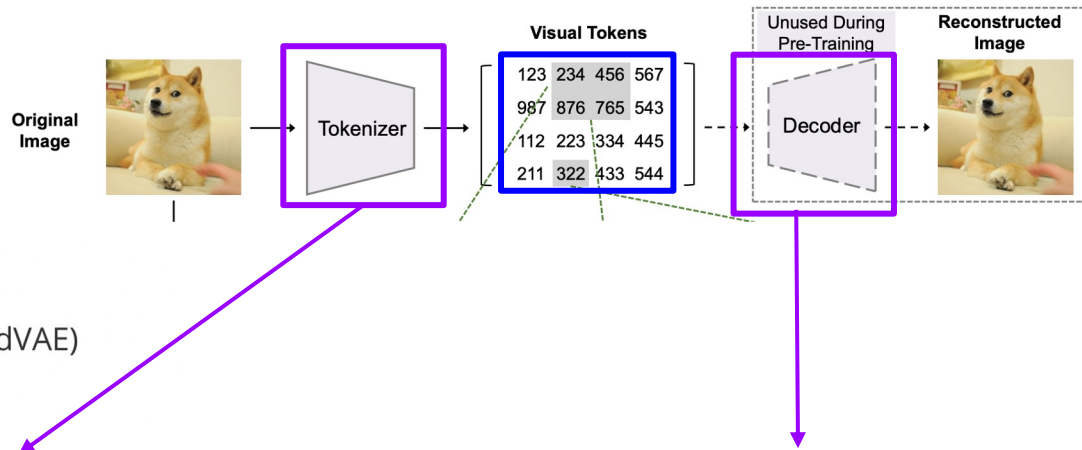 Original
Image
Tokenizer
Visual Tokens
123 234 456 567
987 876 765 543
112 223 334 445
211 322 433 544
Unused During
Pre-Training
Decoder
Reconstructed
Image
dVAE)